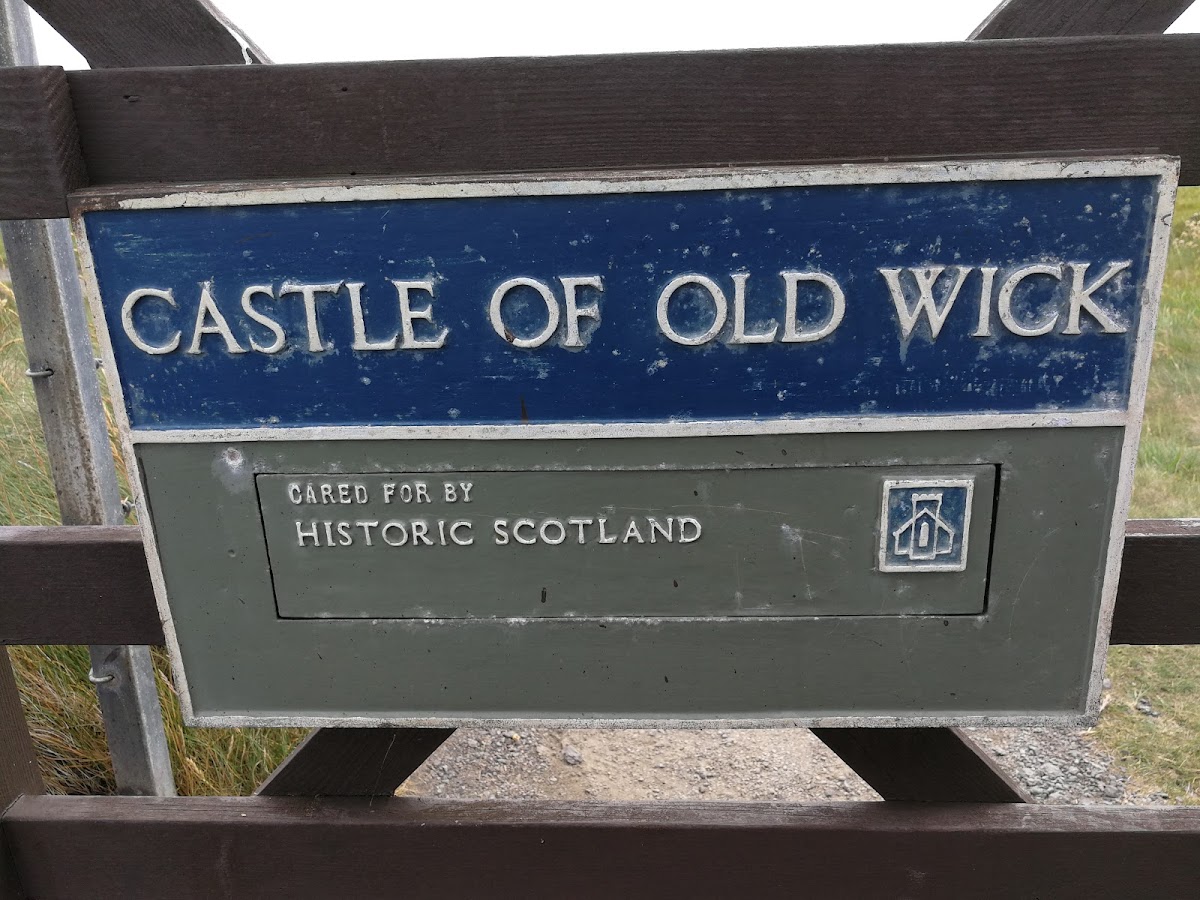 CASTLE OF OLD WICK
CARED FOR BY
HISTORIC SCOTLAND